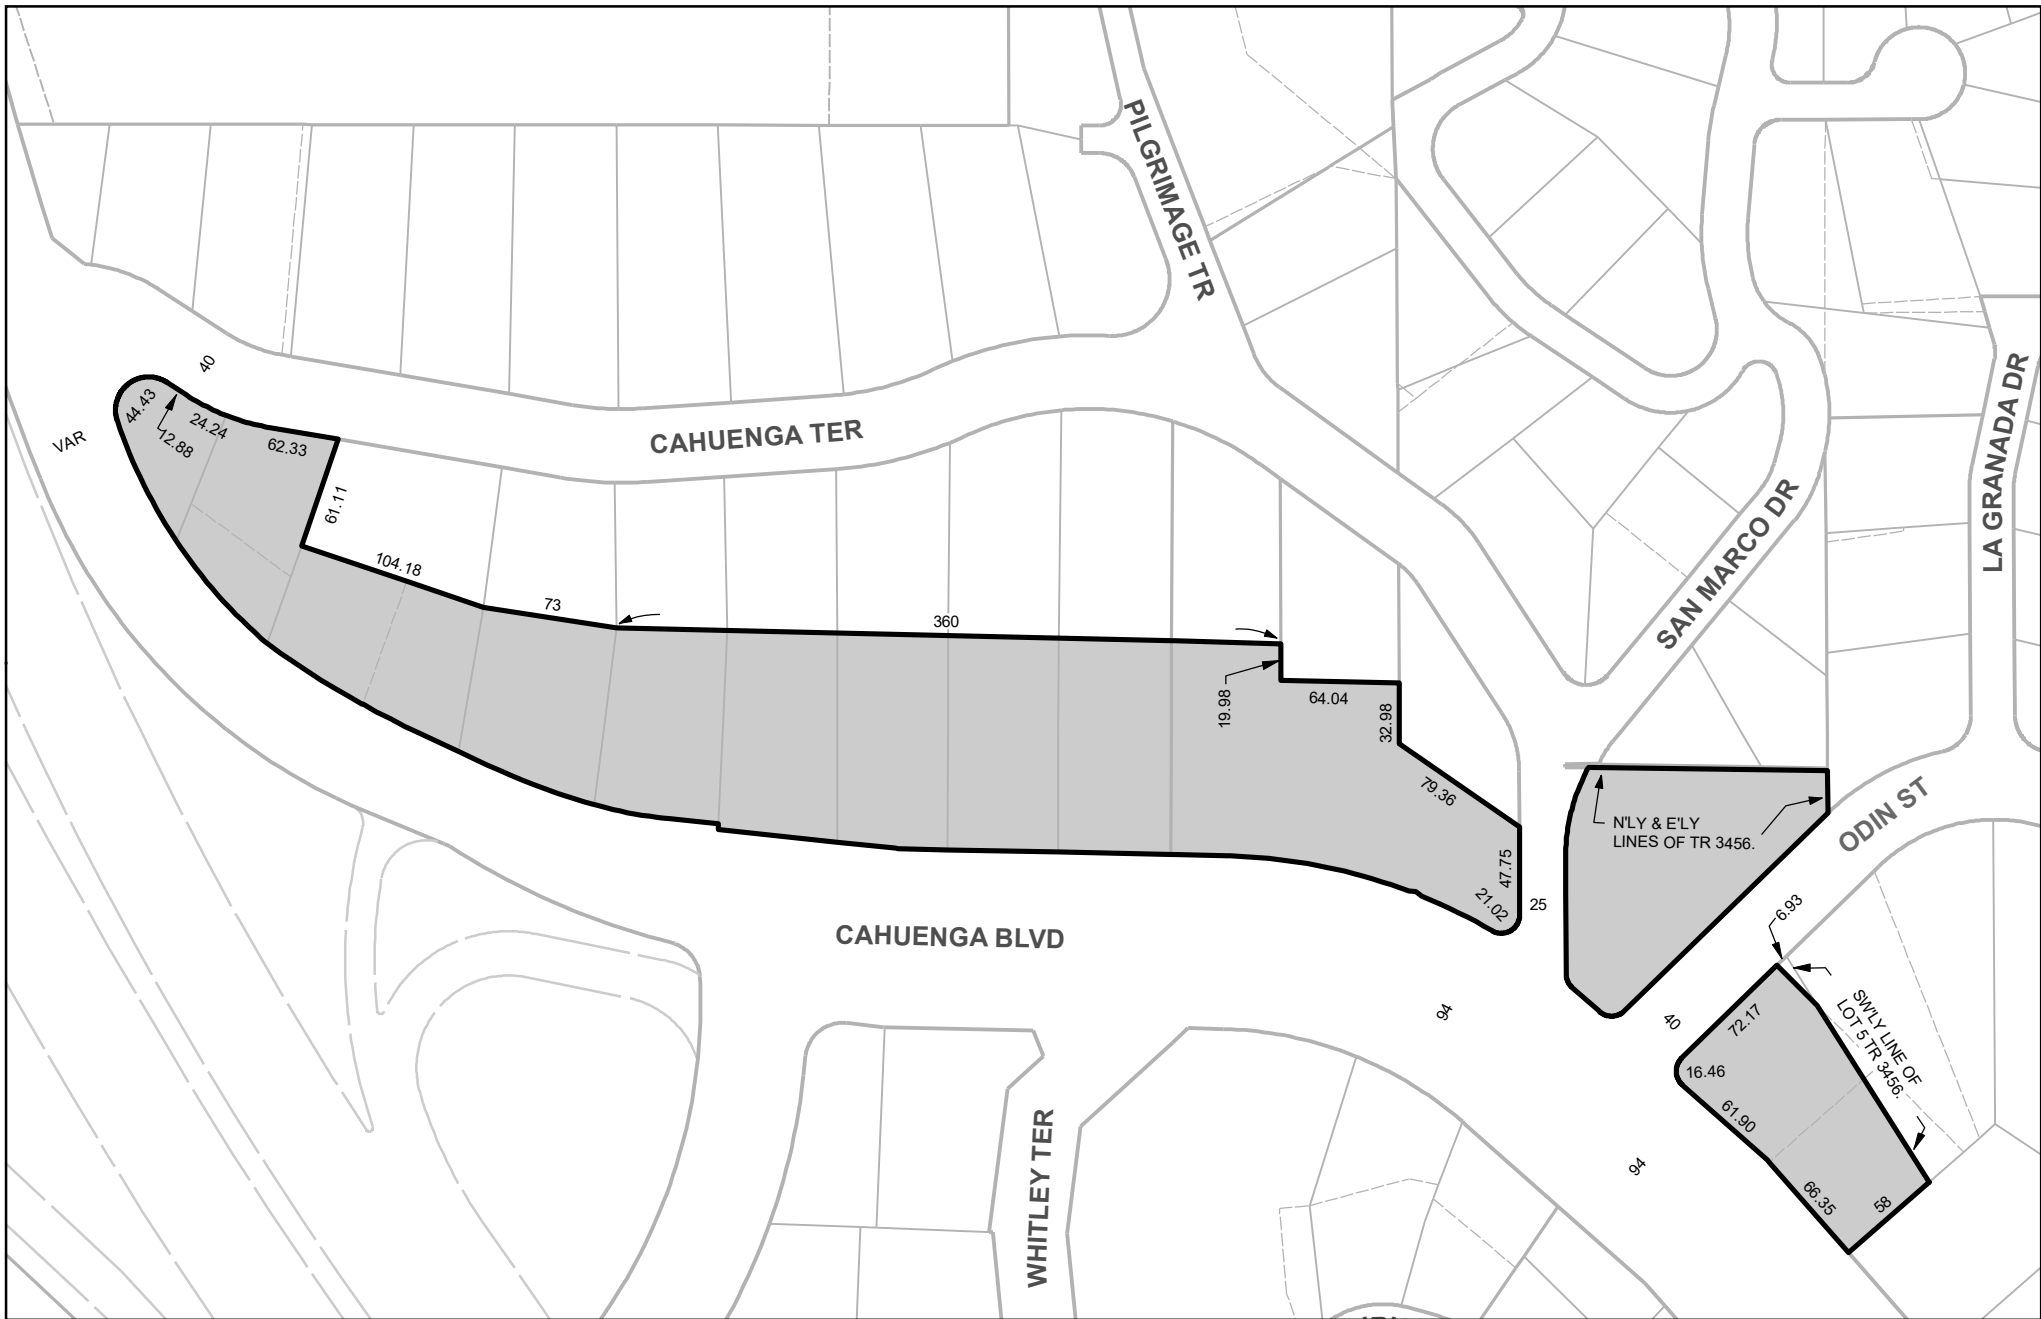 PILGRIMAGE TR
40
44.43
12.88
24.24
62.33
VAR
CAHUENGA TER
61.11
104.18
73
360
19.98
64.04
32.98
79.36
47.75
21.02
25
SAN MARCO DR
LA GRANADA DR
N'LY & E'LY
LINES OF TR 3456.
ODIN ST
6.93
CAHUENGA BLVD
94
40
72.17
SW'LY LINE OF
LOT 5 TR 3456.
16.46
61.90
66.35
58
94
WHITLEY TER